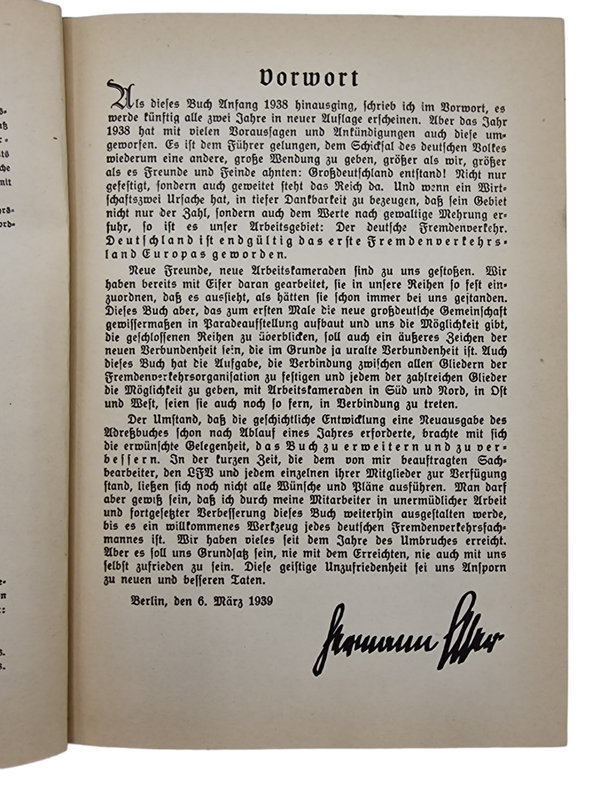 Vorwort
Als dieses Buch Anfang 1938 hinausging, schrieb ich im Vorwort, es
werde künftig alle zwei Jahre in neuer Auflage erscheinen. Aber das Jahr
1938 hat mit vielen Voraussagen und Ankündigungen auch diese um-
geworfen. Es ist dem Führer gelungen, dem Schicksal des deutschen Volkes
wiederum eine andere, große Wendung zu geben, größer als wir, größer
als es Freunde und Feinde ahnten: Großdeutschland entstand! Nicht nur
gefestigt, sondern auch geweitet steht das Reich da. Und wenn ein Wirt-
schaftszwei Ursache hat, in tiefer Dankbarkeit zu bezeugen, daß sein Gebiet
nicht nur der Zahl, sondern auch dem Werte nach gewaltige Mehrung er-
fuhr, so ist es unser Arbeitsgebiet: Der deutsche Fremdenverkehr.
Deutschland ist endgültig das erste Fremdenverkehrs-
land Europas geworden.
Neue Freunde, neue Arbeitskameraden sind zu uns gestoßen. Wir
haben bereits mit Eifer daran gearbeitet, sie in unsere Reihen so fest ein-
zuordnen, daß es aussieht, als hätten sie schon immer bei uns gestanden.
Dieses Buch aber, das zum ersten Male die neue großdeutsche Gemeinschaft
gewissermaßen in Paradeaufstellung aufbaut und uns die Möglichkeit gibt,
die geschlossenen Reihen zu überblicken, soll auch ein äußeres Zeichen der
neuen Verbundenheit sein, die im Grunde ja uralte Verbundenheit ist. Auch
dieses Buch hat die Aufgabe, die Verbindung zwischen allen Gliedern der
Fremdenverkehrsorganisation zu festigen und jedem der zahlreichen Glieder
die Möglichkeit zu geben, mit Arbeitskameraden in Süd und Nord, in Ost
und West, seien sie auch noch so fern, in Verbindung zu treten.
Der Umstand, daß die geschichtliche Entwicklung eine Neuausgabe des
Adreßbuches schon nach Ablauf eines Jahres erforderte, brachte mit sich
die erwünschte Gelegenheit, das Buch zu erweitern und zu ver-
bessern. In der kurzen Zeit, die dem von mir beauftragten Sach-
bearbeiter, den LFV und jedem einzelnen ihrer Mitglieder zur Verfügung
stand, ließen sich noch nicht alle Wünsche und Pläne ausführen. Man darf
aber gewiß sein, daß ich durch meine Mitarbeiter in unermüdlicher Arbeit
und fortgesetzter Verbesserung dieses Buch weiterhin ausgestalten werde,
bis es ein willkommenes Werkzeug jedes deutschen Fremdenverkehrsfach-
mannes ist. Wir haben vieles seit dem Jahre des Umbruches erreicht.
Aber es soll uns Grundsatz sein, nie mit dem Erreichten, nie auch mit uns
selbst zufrieden zu sein. Diese geistige Unzufriedenheit sei uns Ansporn
zu neuen und besseren Taten.
Berlin, den 6. März 1939
Hermann Esser